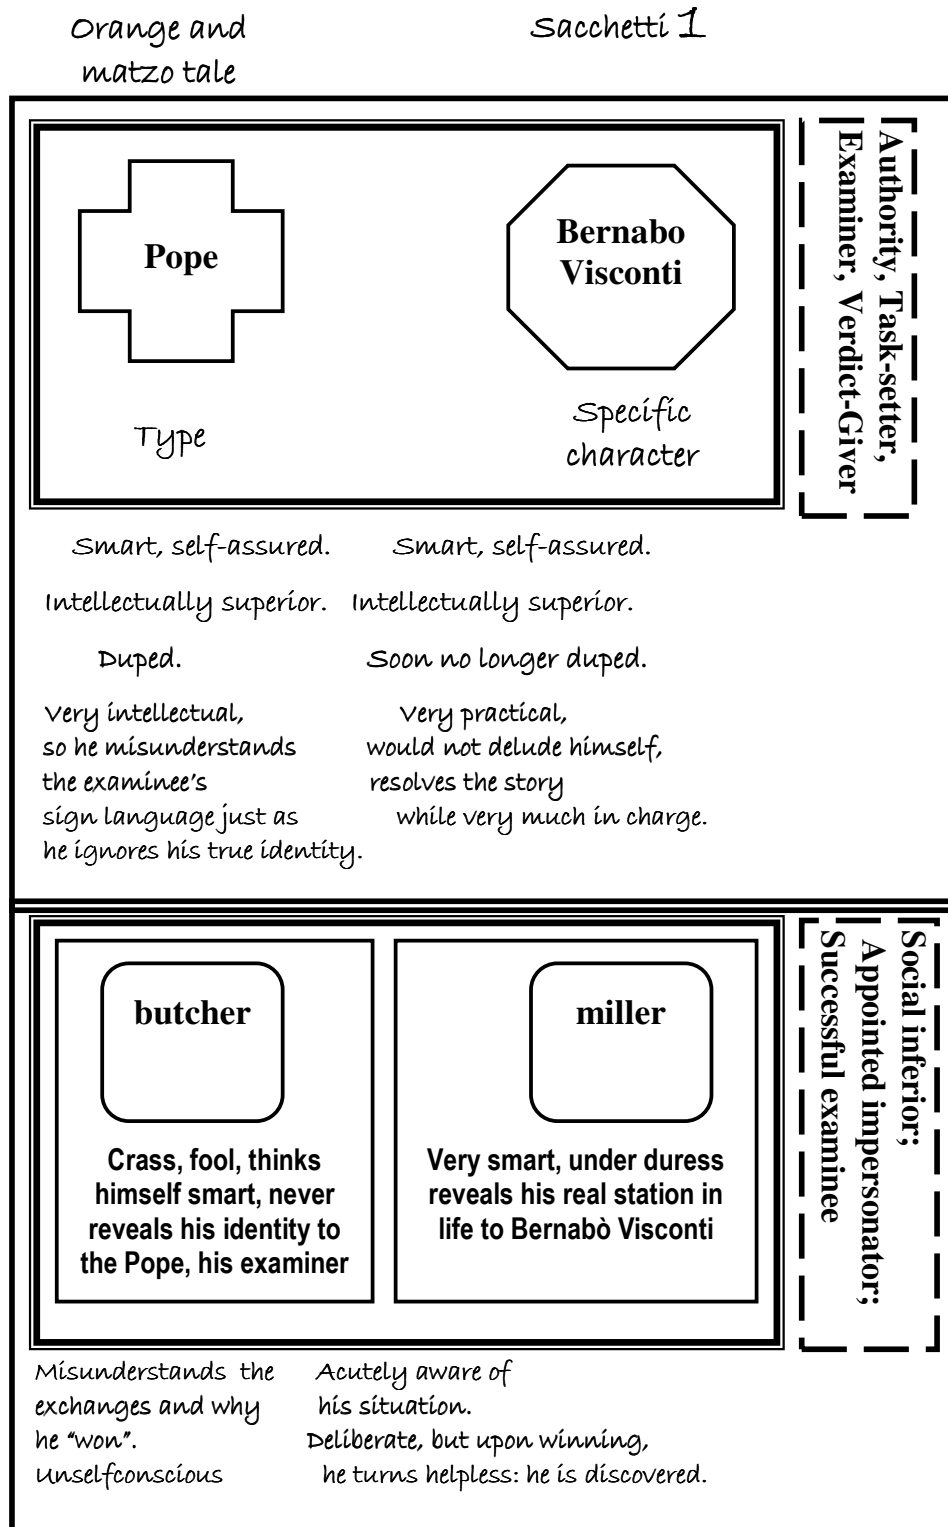 Orange and
matzo tale
Sacchetti 1
Pope
Bernabo
Visconti
Type
Specific
character
Authority, Task-setter,
Examiner, Verdict-Giver
Smart, self-assured.
Intellectually superior.
Duped.
Very intellectual,
so he misunderstands
the examinee's
sign language just as
he ignores his true identity.
Smart, self-assured.
Intellectually superior.
Soon no longer duped.
Very practical,
would not delude himself,
resolves the story
while very much in charge.
butcher
Crass, fool, thinks
himself smart, never
reveals his identity to
the Pope, his examiner
miller
Very smart, under duress
reveals his real station in
life to Bernabò Visconti
Social inferior;
Appointed impersonator;
Successful examinee
Misunderstands the
exchanges and why
he "won".
Unselfconscious
Acutely aware of
his situation.
Deliberate, but upon winning,
he turns helpless: he is discovered.